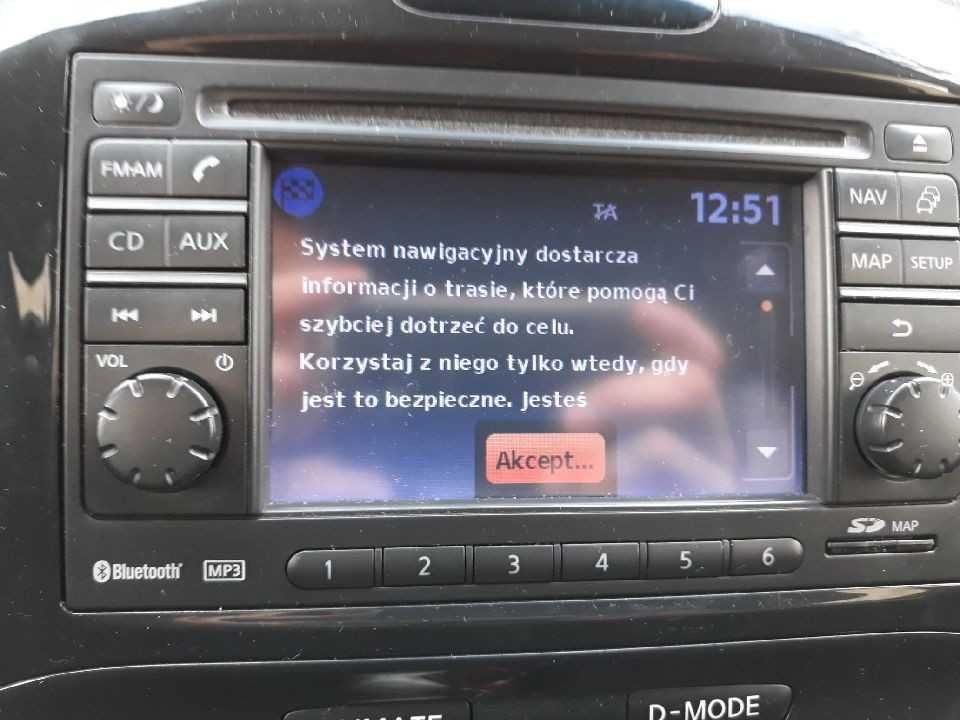 FM·AM
CD AUX
VOL
TA 12:51
System nawigacyjny dostarcza
informacji o trasie, które pomogą Ci
szybciej dotrzeć do celu.
Korzystaj z niego tylko wtedy, gdy
jest to bezpieczne. Jesteś
Akcept...
NAV
MAP SETUP
SD MAP
Bluetooth MP3 1 2 3 4 5 6
D-MODE